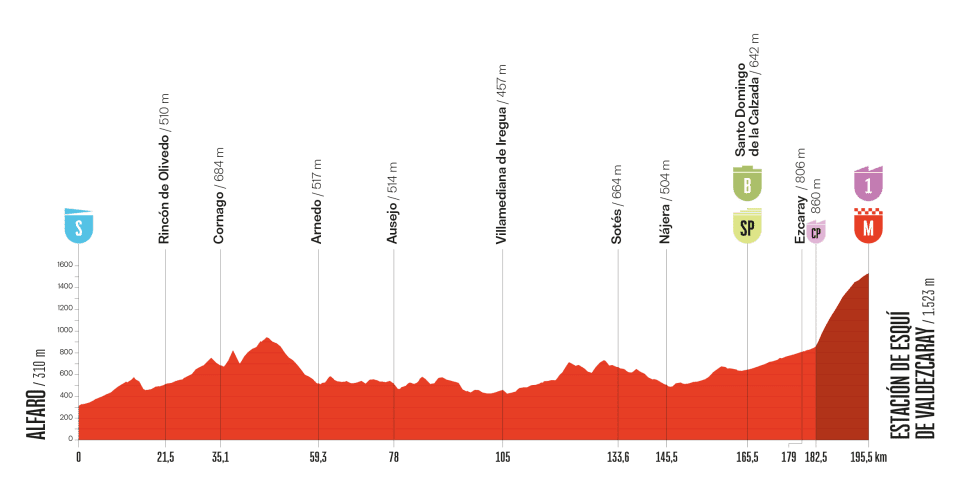 Rincón de Olivedo / 510 m
Cornago / 684 m
Arnedo / 517 m
Ausejo / 514 m
Villamediana de Iregua / 457 m
Sotés / 664 m
Nájera / 504 m
Santo Domingo
de la Calzada / 642 m
Ezcaray / 806 m
860 m
B
1
S
SP
CP
M
1600
1400
1200
1000
800
600
400
200
0
ALFARO / 310 m
ESTACIÓN DE ESQUÍ
DE VALDEZCARAY / 1.523 m
0
21,5
35,1
59,3
78
105
133,6
145,5
165,5
179
182,5
195,5 km